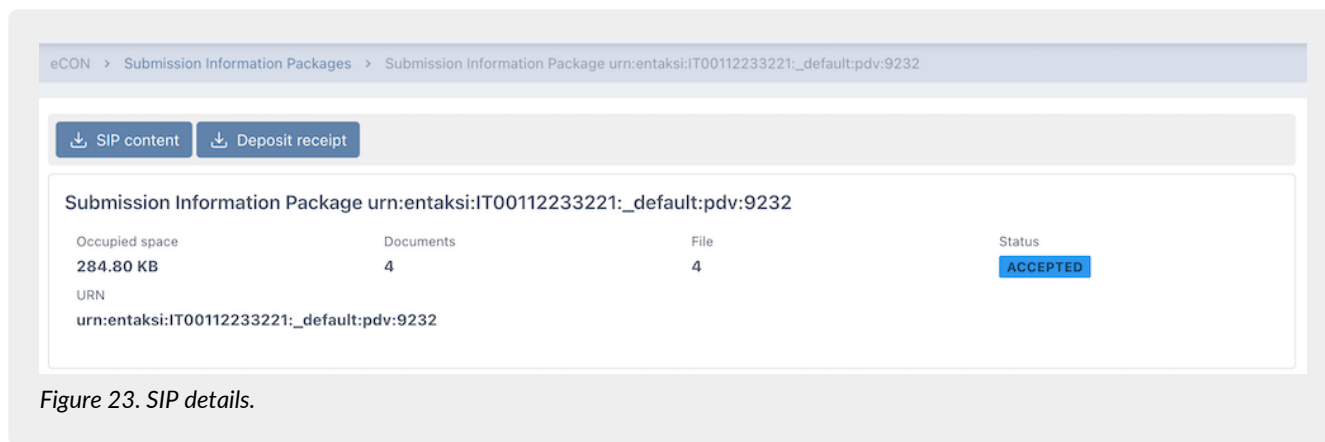 eCON > Submission Information Packages > Submission Information Package urn:entaksi:IT00112233221:_default:pdv:9232
SIP content Deposit receipt
Submission Information Package urn:entaksi:IT00112233221:_default:pdv:9232
Occupied space Documents File Status
284.80 KB 4 4 ACCEPTED
URN
urn:entaksi:IT00112233221:_default:pdv:9232
Figure 23. SIP details.